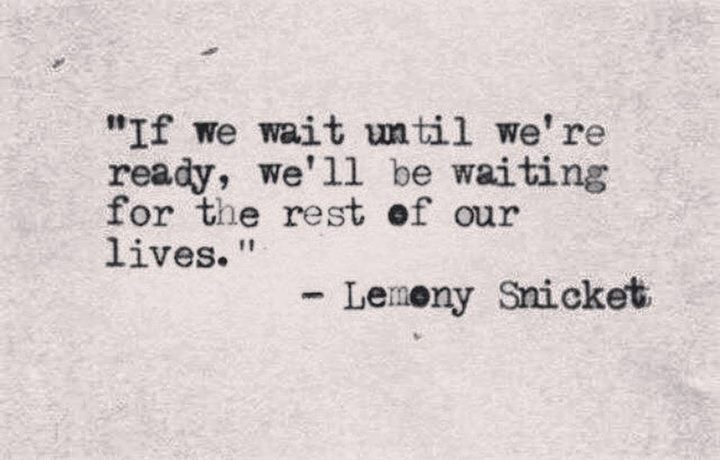 "If we wait until we're
ready, we'll be waiting
for the rest of our
lives."
- Lemony Snicket